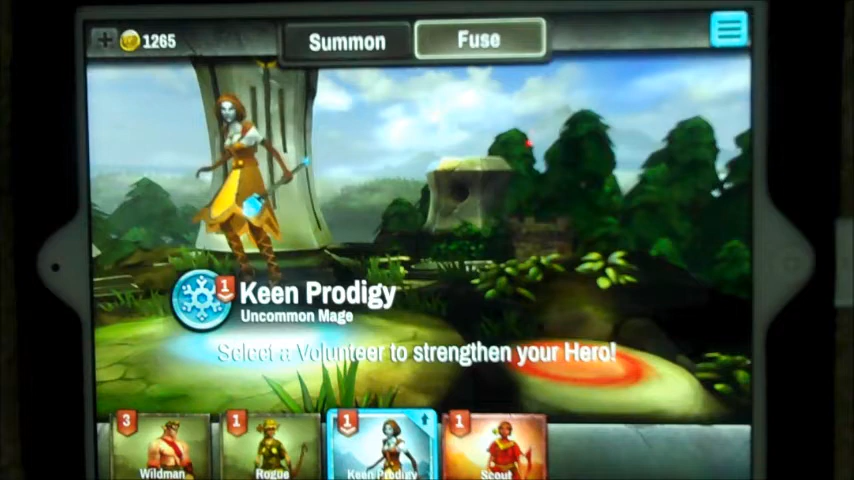 1265
Summon
Fuse
1
Keen Prodigy
Uncommon Mage
Select a Volunteer to strengthen your Hero!
3
1
1
1
Wildman
Rogue
Keen Prodigy
Scout